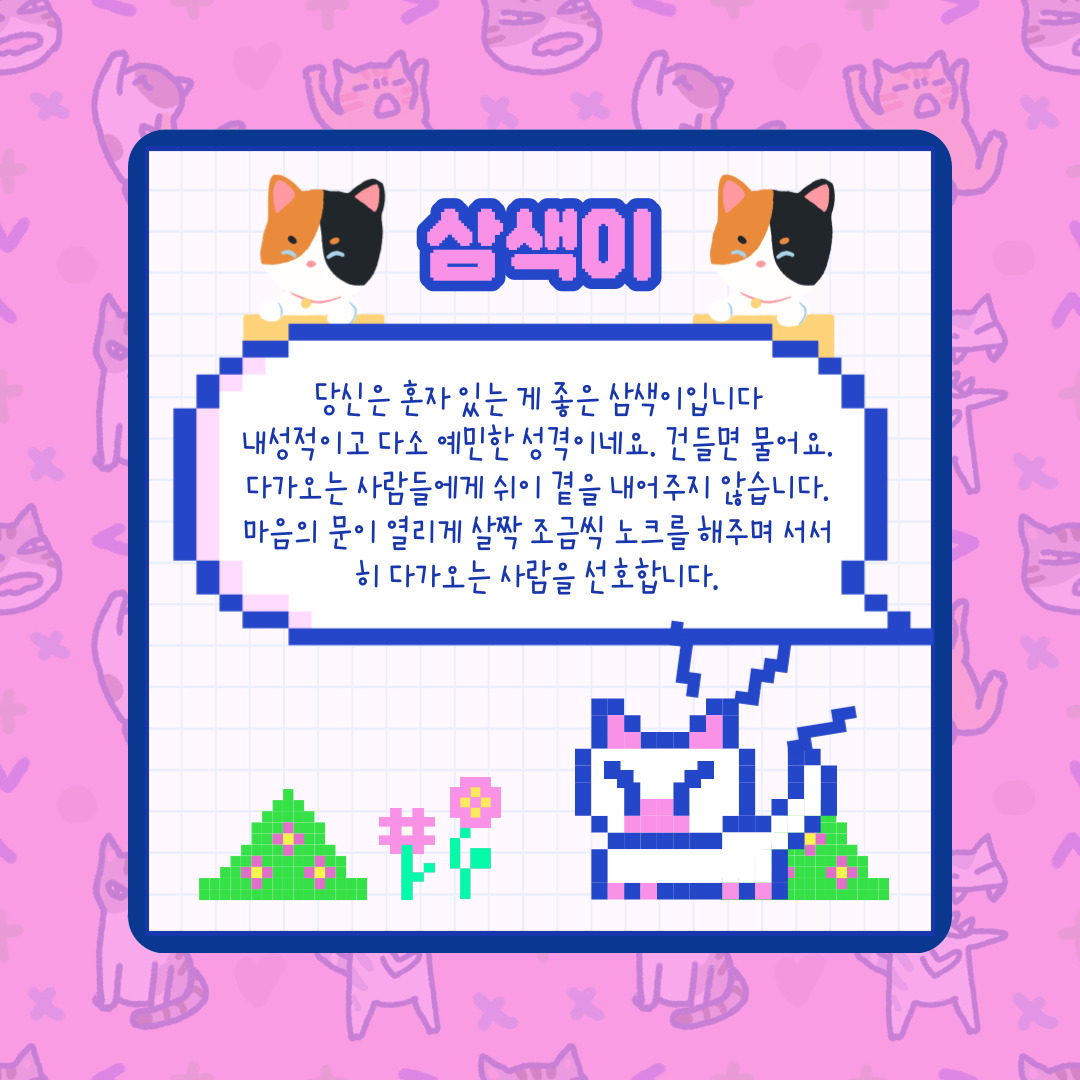 삼색이
당신은 혼자 있는 게 좋은 삼색이입니다
내성적이고 다소 예민한 성격이네요. 건들면 물어요.
다가오는 사람들에게 쉬이 곁을 내어주지 않습니다.
마음의 문이 열리게 살짝 조금씩 노크를 해주며 서서
히 다가오는 사람을 선호합니다.